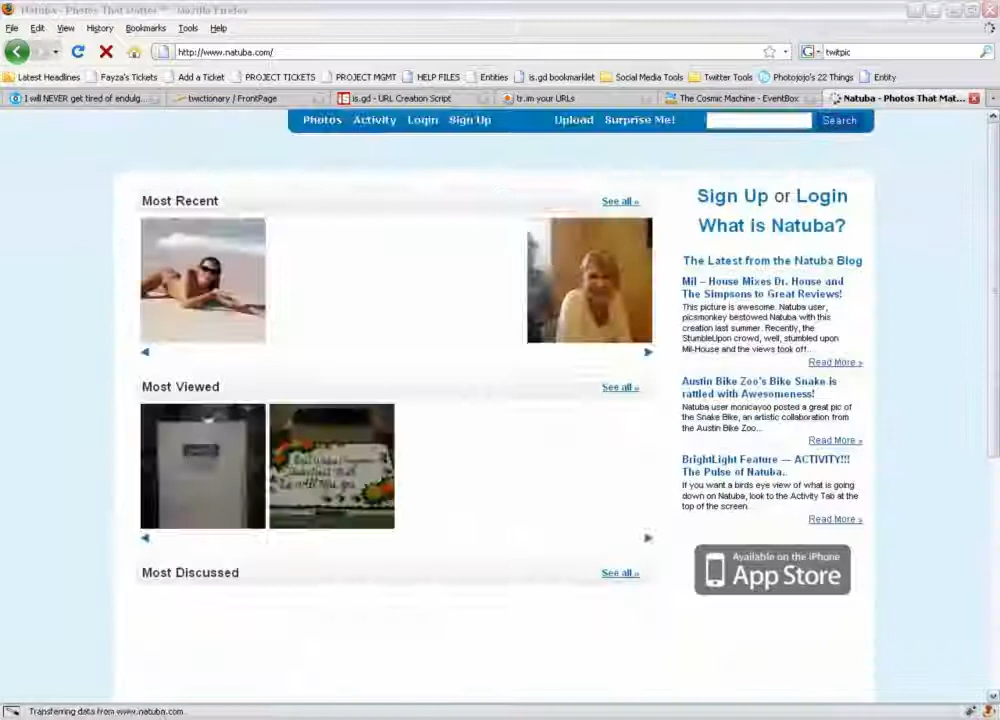 Natuba - Photos That Matter ™ - Mozilla Firefox
File Edit View History Bookmarks Tools Help
http://www.natuba.com/
twitpic
Latest Headlines Fayza's Tickets Add a Ticket PROJECT TICKETS PROJECT MGMT HELP FILES Entities is.gd bookmarklet Social Media Tools Twitter Tools Photojojo's 22 Things Entity
I will NEVER get tired of endulg... twictionary / FrontPage is.gd - URL Creation Script tr.im your URLs The Cosmic Machine - EventBox Natuba - Photos That Mat...
Photos Activity Login Sign Up Upload Surprise Me! Search
Most Recent
See all »
Sign Up or Login
What is Natuba?
The Latest from the Natuba Blog
Mil – House Mixes Dr. House and
The Simpsons to Great Reviews!
This picture is awesome. Natuba user,
picsmonkey bestowed Natuba with this
creation last summer. Recently, the
StumbleUpon crowd, well, stumbled upon
Mil-House and the views took off...
Read More »
Most Viewed
See all »
Austin Bike Zoo's Bike Snake is
rattled with Awesomeness!
Natuba user monicayoo posted a great pic of
the Snake Bike, an artistic collaboration from
the Austin Bike Zoo...
Read More »
BrightLight Feature — ACTIVITY!!!
The Pulse of Natuba..
If you want a birds eye view of what is going
down on Natuba, look to the Activity Tab at the
top of the screen.
Read More »
Most Discussed
See all »
Available on the iPhone
App Store
Transferring data from www.natuba.com